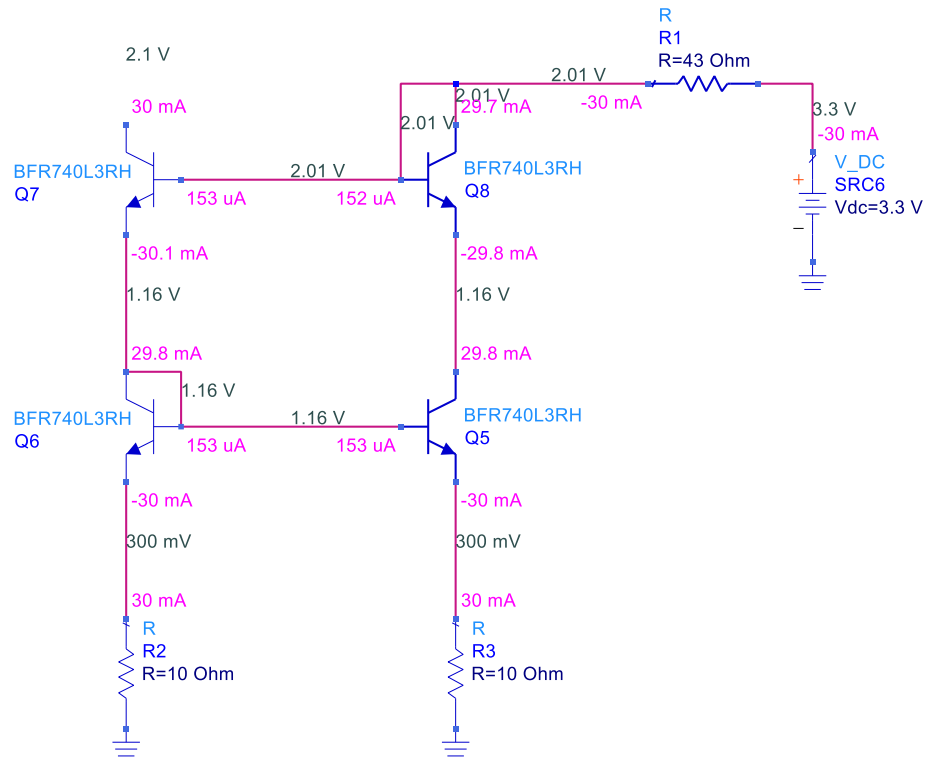 R
R1
R=43 Ohm
2.1 V
2.01 V
2.01 V
30 mA
29.7 mA
-30 mA
3.3 V
2.01 V
-30 mA
BFR740L3RH
Q7
2.01 V
BFR740L3RH
Q8
V_DC
SRC6
Vdc=3.3 V
+
−
153 uA
152 uA
-30.1 mA
-29.8 mA
1.16 V
1.16 V
29.8 mA
29.8 mA
1.16 V
BFR740L3RH
Q6
1.16 V
BFR740L3RH
Q5
153 uA
153 uA
-30 mA
-30 mA
300 mV
300 mV
30 mA
30 mA
R
R2
R=10 Ohm
R
R3
R=10 Ohm